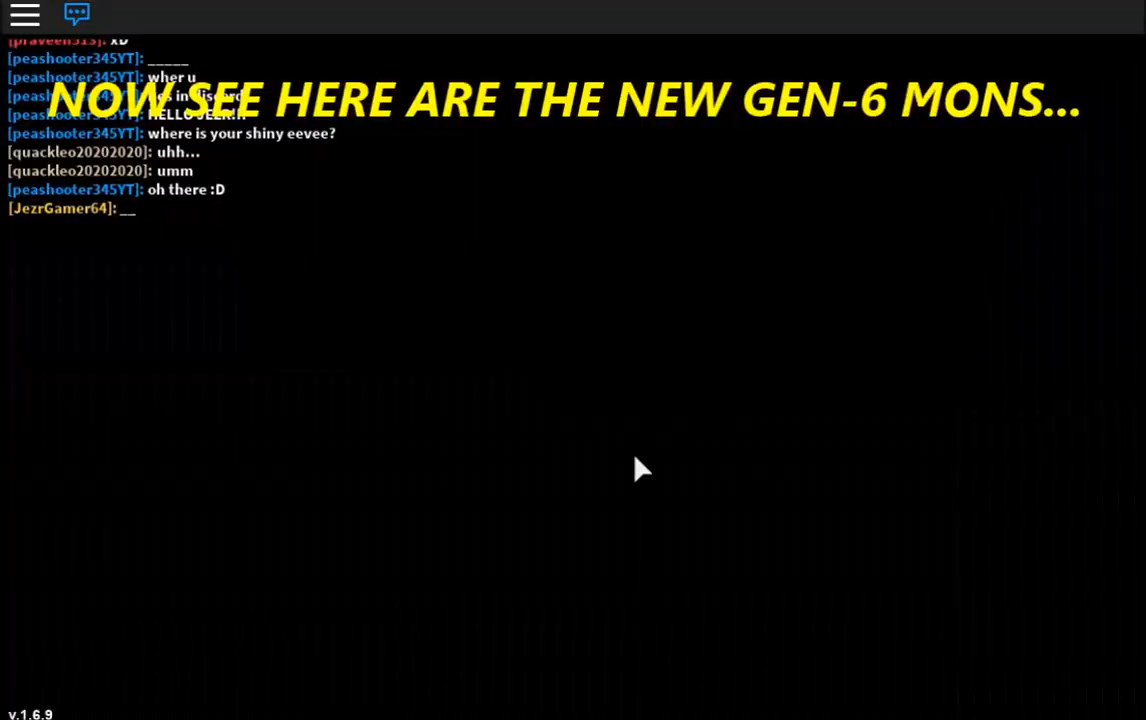 [praveen513]: xD
[peashooter345YT]: _____
[peashooter345YT]: wher u
NOW SEE HERE ARE THE NEW GEN-6 MONS...
[peashooter345YT]: where is your shiny eevee?
[quackleo20202020]: uhh...
[quackleo20202020]: umm
[peashooter345YT]: oh there :D
[JezrGamer64]: __
v.1.6.9